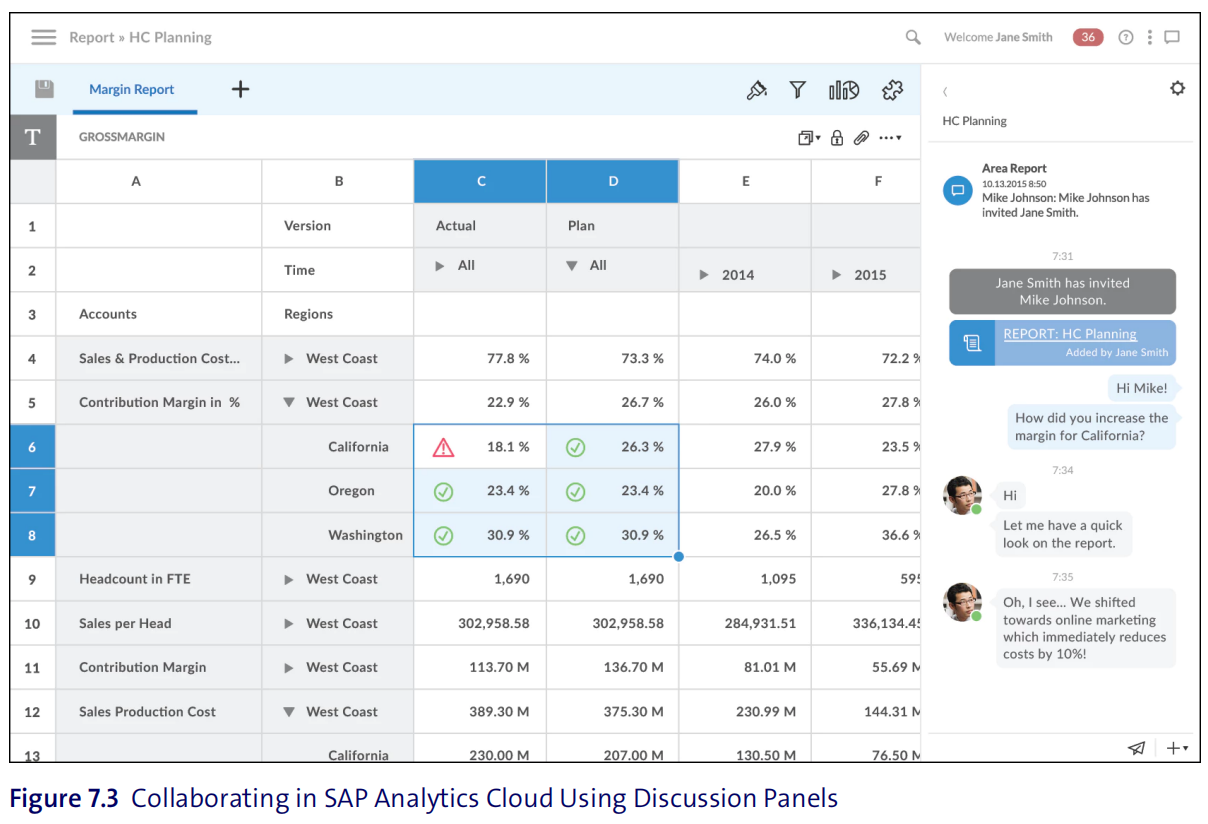 Report » HC Planning
Welcome Jane Smith 36 ?
Margin Report +
T GROSSMARGIN
A B C D E F
1 Version Actual Plan
2 Time All All 2014 2015
3 Accounts Regions
4 Sales & Production Cost... West Coast 77.8 % 73.3 % 74.0 % 72.2 %
5 Contribution Margin in % West Coast 22.9 % 26.7 % 26.0 % 27.8 %
6 California 18.1 % 26.3 % 27.9 % 23.5 %
7 Oregon 23.4 % 23.4 % 20.0 % 27.8 %
8 Washington 30.9 % 30.9 % 26.5 % 36.6 %
9 Headcount in FTE West Coast 1,690 1,690 1,095 595
10 Sales per Head West Coast 302,958.58 302,958.58 284,931.51 336,134.45
11 Contribution Margin West Coast 113.70 M 136.70 M 81.01 M 55.69 M
12 Sales Production Cost West Coast 389.30 M 375.30 M 230.99 M 144.31 M
13 California 230.00 M 207.00 M 130.50 M 76.50 M
HC Planning
Area Report
10.13.2015 8:50
Mike Johnson: Mike Johnson has
invited Jane Smith.
7:31
Jane Smith has invited
Mike Johnson.
REPORT: HC Planning
Added by Jane Smith
Hi Mike!
How did you increase the
margin for California?
7:34
Hi
Let me have a quick
look on the report.
7:35
Oh, I see... We shifted
towards online marketing
which immediately reduces
costs by 10%!
Figure 7.3 Collaborating in SAP Analytics Cloud Using Discussion Panels